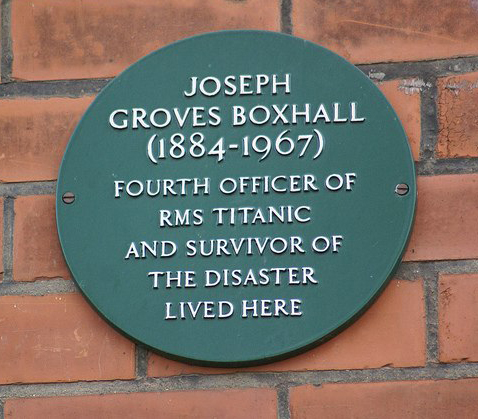 JOSEPH
GROVES BOXHALL
(1884-1967)
FOURTH OFFICER OF
RMS TITANIC
AND SURVIVOR OF
THE DISASTER
LIVED HERE